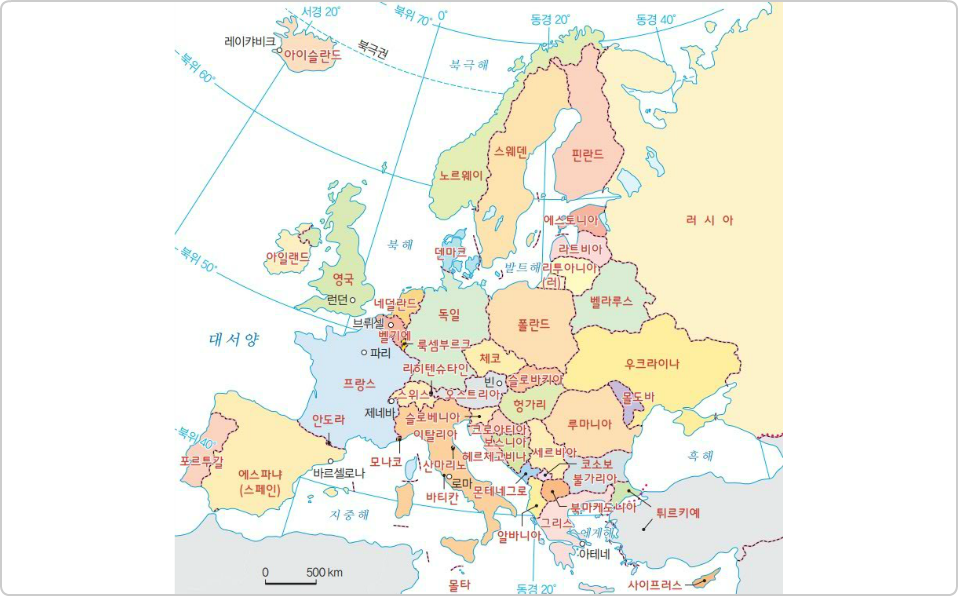 서경 20°
북위 70°
0°
동경 20°
동경 40°
레이캬비크
아이슬란드
북극권
북극해
북위 60°
스웨덴
핀란드
노르웨이
에스토니아
러시아
북해
덴마크
라트비아
아일랜드
발트해
리투아니아
북위 50°
영국
[러]
런던
네덜란드
독일
벨라루스
브뤼셀
폴란드
벨기에
대서양
룩셈부르크
파리
체코
우크라이나
리히텐슈타인
프랑스
빈
슬로바키아
스위스
오스트리아
몰도바
제네바
헝가리
안도라
슬로베니아
루마니아
이탈리아
크로아티아
북위 40°
보스니아
헤르체고비나
세르비아
흑해
포르투갈
모나코
산마리노
코소보
에스파냐
(스페인)
바르셀로나
불가리아
로마
바티칸
몬테네그로
북마케도니아
튀르키예
지중해
그리스
에게해
알바니아
아테네
0 500 km
몰타
동경 20°
사이프러스